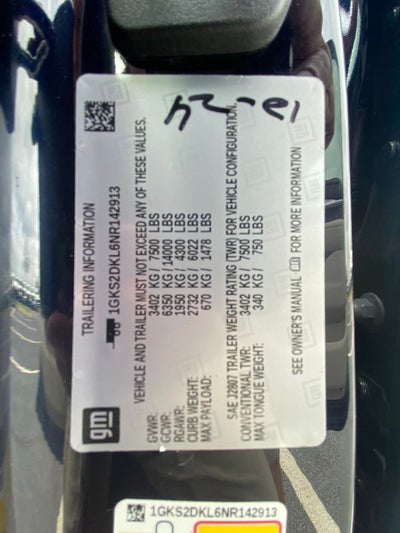 gm
TRAILERING INFORMATION
1GKS2DKL6NR142913
VEHICLE AND TRAILER MUST NOT EXCEED ANY OF THESE VALUES.
GVWR: 3402 KG / 7500 LBS
GCWR: 6350 KG / 14000 LBS
RGAWR: 1950 KG / 4300 LBS
CURB WEIGHT: 2732 KG / 6022 LBS
MAX PAYLOAD: 670 KG / 1478 LBS
SAE J2807 TRAILER WEIGHT RATING (TWR) FOR VEHICLE CONFIGURATION.
CONVENTIONAL TWR: 3402 KG / 7500 LBS
MAX TONGUE WEIGHT: 340 KG / 750 LBS
SEE OWNER'S MANUAL - FOR MORE INFORMATION
1GKS2DKL6NR142913